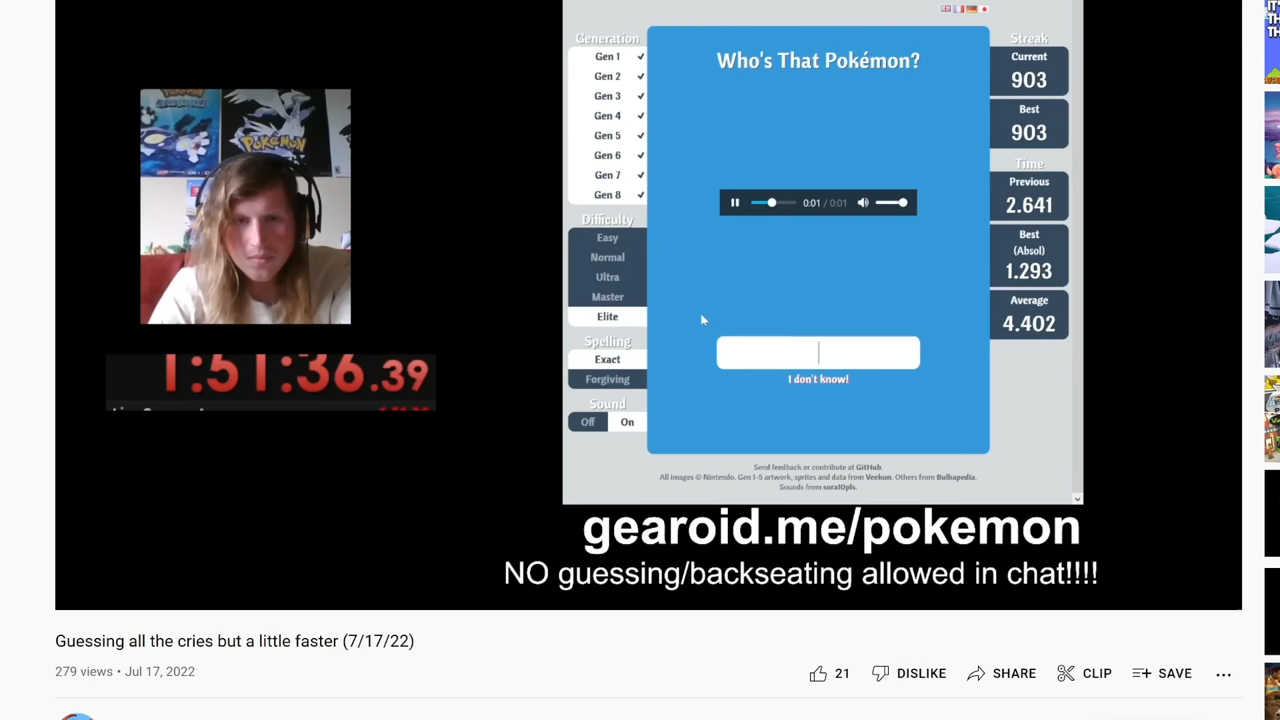 POKÉMON
1:51:36.39
Who's That Pokémon?
Generation
Gen 1
Gen 2
Gen 3
Gen 4
Gen 5
Gen 6
Gen 7
Gen 8
Difficulty
Easy
Normal
Ultra
Master
Elite
Spelling
Exact
Forgiving
Sound
Off On
0:01 / 0:01
I don't know!
Streak
Current
903
Best
903
Time
Previous
2.641
Best
(Absol)
1.293
Average
4.402
Send feedback or contribute at GitHub.
All images © Nintendo. Gen 1-5 artwork, sprites and data from Veekun. Others from Bulbapedia.
Sounds from sora10pls.
gearoid.me/pokemon
NO guessing/backseating allowed in chat!!!!
Guessing all the cries but a little faster (7/17/22)
279 views • Jul 17, 2022
21 DISLIKE SHARE CLIP SAVE